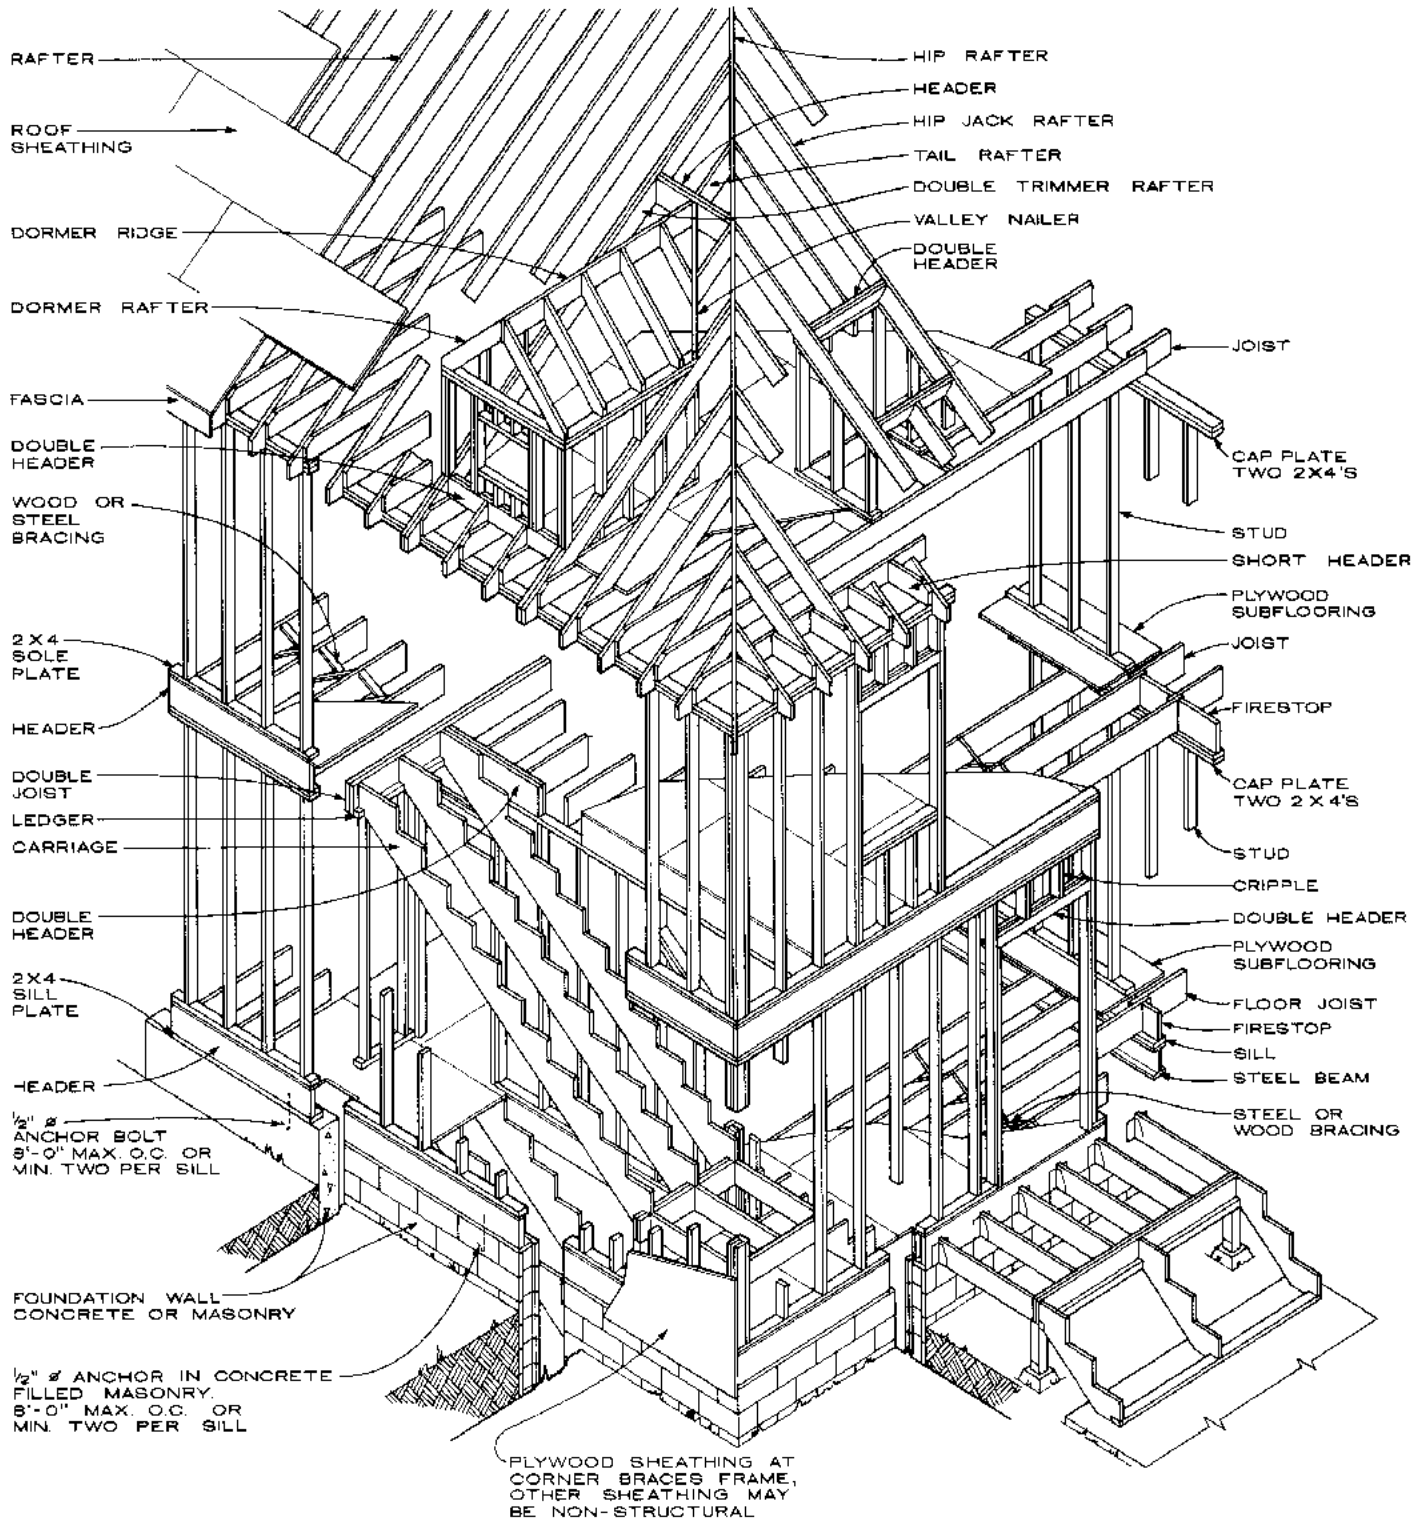 RAFTER
ROOF
SHEATHING
DORMER RIDGE
DORMER RAFTER
FASCIA
DOUBLE
HEADER
WOOD OR
STEEL
BRACING
2 X 4
SOLE
PLATE
HEADER
DOUBLE
JOIST
LEDGER
CARRIAGE
DOUBLE
HEADER
2X4
SILL
PLATE
HEADER
1/2" ø
ANCHOR BOLT
8'-0" MAX. O.C. OR
MIN. TWO PER SILL
FOUNDATION WALL
CONCRETE OR MASONRY
1/2" ø ANCHOR IN CONCRETE
FILLED MASONRY.
8'-0" MAX. O.C. OR
MIN. TWO PER SILL
PLYWOOD SHEATHING AT
CORNER BRACES FRAME,
OTHER SHEATHING MAY
BE NON-STRUCTURAL
HIP RAFTER
HEADER
HIP JACK RAFTER
TAIL RAFTER
DOUBLE TRIMMER RAFTER
VALLEY NAILER
DOUBLE
HEADER
JOIST
CAP PLATE
TWO 2X4'S
STUD
SHORT HEADER
PLYWOOD
SUBFLOORING
JOIST
FIRESTOP
CAP PLATE
TWO 2 X 4'S
STUD
CRIPPLE
DOUBLE HEADER
PLYWOOD
SUBFLOORING
FLOOR JOIST
FIRESTOP
SILL
STEEL BEAM
STEEL OR
WOOD BRACING